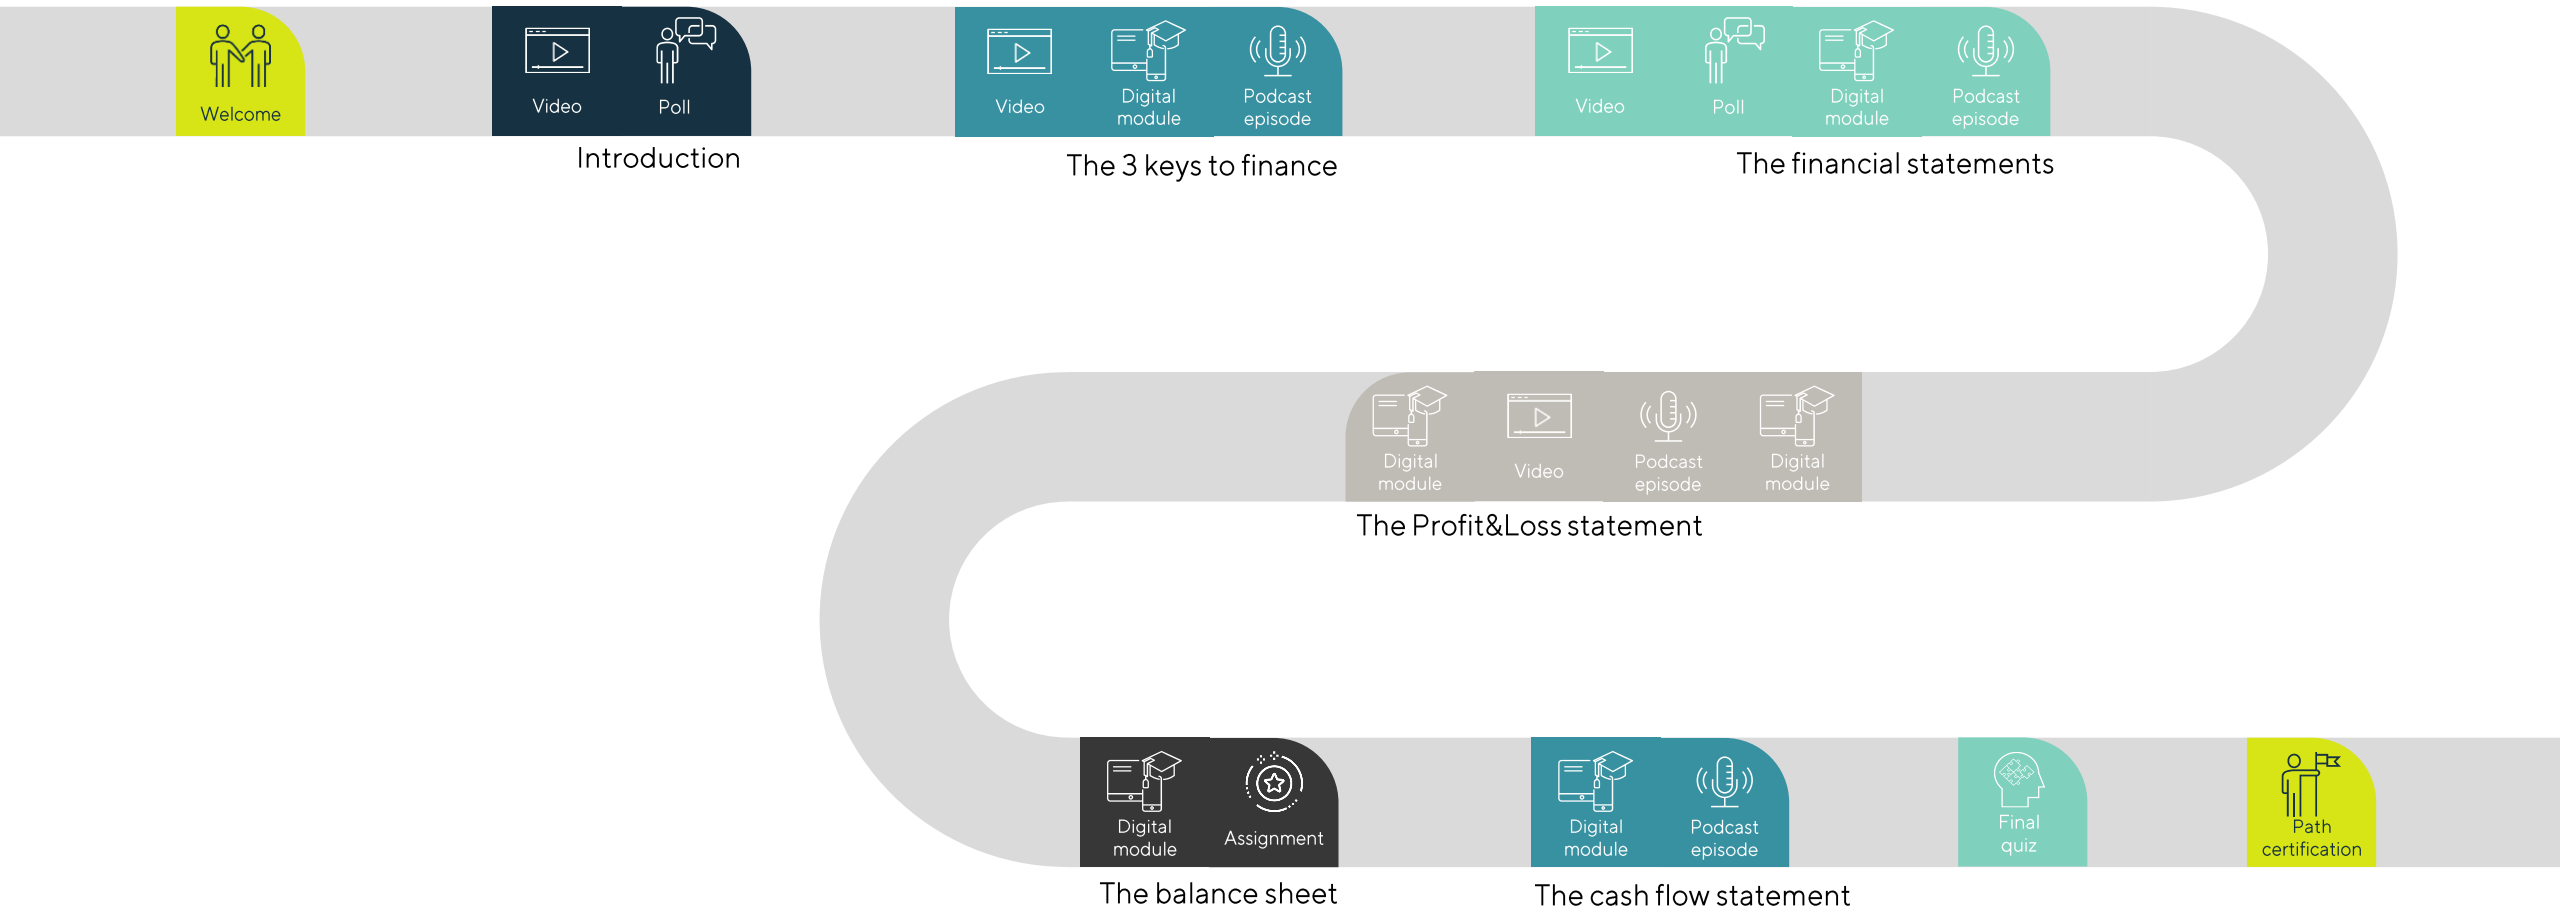 Welcome
Video
Poll
Introduction
Video
Digital
module
Podcast
episode
The 3 keys to finance
Video
Poll
Digital
module
Podcast
episode
The financial statements
Digital
module
Video
Podcast
episode
Digital
module
The Profit&Loss statement
Digital
module
Assignment
The balance sheet
Digital
module
Podcast
episode
The cash flow statement
Final
quiz
Path
certification